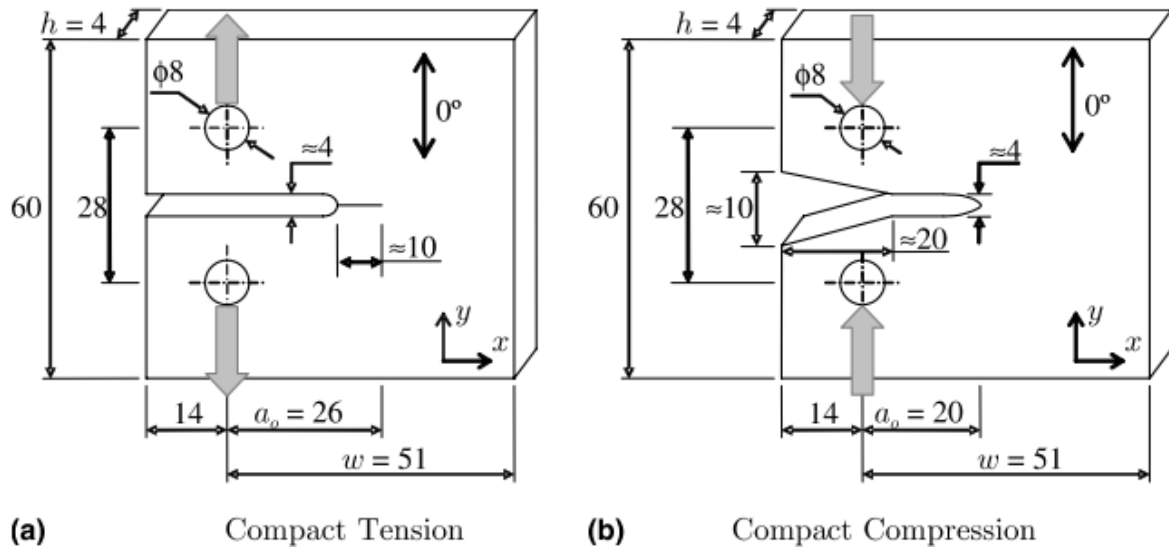 h = 4
ϕ8
0°
≈4
60
28
≈10
y
x
14
a_o = 26
w = 51
(a) Compact Tension
h = 4
ϕ8
0°
≈4
60
28
≈10
≈20
y
x
14
a_o = 20
w = 51
(b) Compact Compression